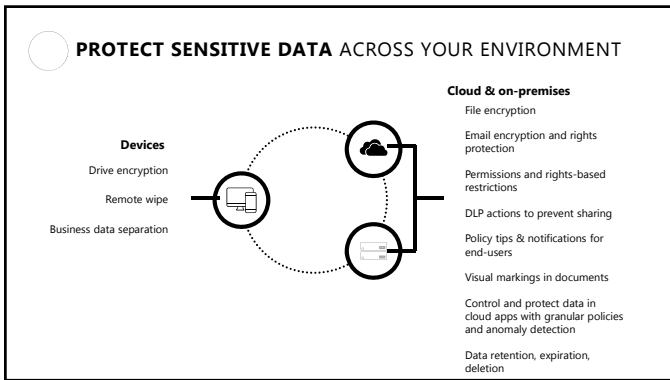 PROTECT SENSITIVE DATA ACROSS YOUR ENVIRONMENT
Devices
Drive encryption
Remote wipe
Business data separation
Cloud & on-premises
File encryption
Email encryption and rights
protection
Permissions and rights-based
restrictions
DLP actions to prevent sharing
Policy tips & notifications for
end-users
Visual markings in documents
Control and protect data in
cloud apps with granular policies
and anomaly detection
Data retention, expiration,
deletion